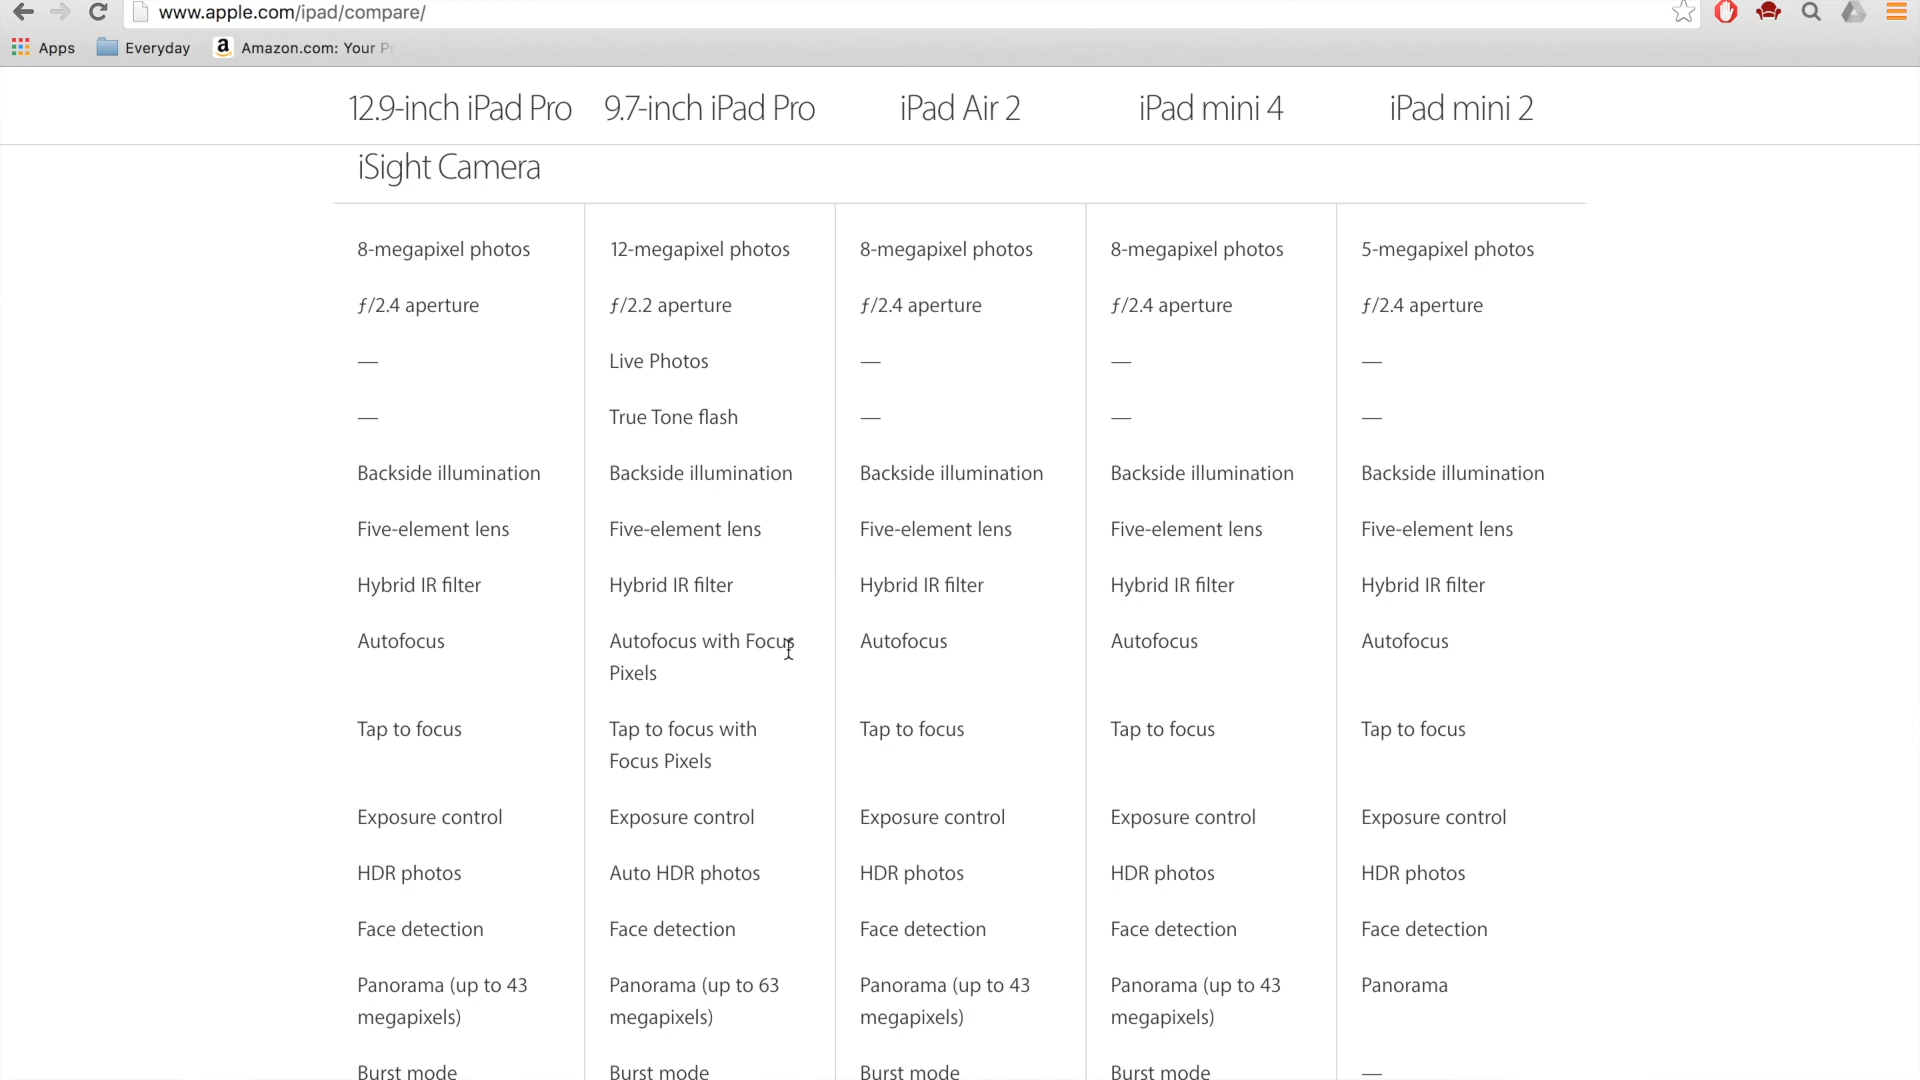 www.apple.com/ipad/compare/
Apps Everyday Amazon.com: Your P
12.9-inch iPad Pro 9.7-inch iPad Pro iPad Air 2 iPad mini 4 iPad mini 2
iSight Camera
8-megapixel photos 12-megapixel photos 8-megapixel photos 8-megapixel photos 5-megapixel photos
ƒ/2.4 aperture ƒ/2.2 aperture ƒ/2.4 aperture ƒ/2.4 aperture ƒ/2.4 aperture
— Live Photos — — —
— True Tone flash — — —
Backside illumination Backside illumination Backside illumination Backside illumination Backside illumination
Five-element lens Five-element lens Five-element lens Five-element lens Five-element lens
Hybrid IR filter Hybrid IR filter Hybrid IR filter Hybrid IR filter Hybrid IR filter
Autofocus Autofocus with Focus Autofocus Autofocus Autofocus
Pixels
Tap to focus Tap to focus with Tap to focus Tap to focus Tap to focus
Focus Pixels
Exposure control Exposure control Exposure control Exposure control Exposure control
HDR photos Auto HDR photos HDR photos HDR photos HDR photos
Face detection Face detection Face detection Face detection Face detection
Panorama (up to 43 Panorama (up to 63 Panorama (up to 43 Panorama (up to 43 Panorama
megapixels) megapixels) megapixels) megapixels)
Burst mode Burst mode Burst mode Burst mode —